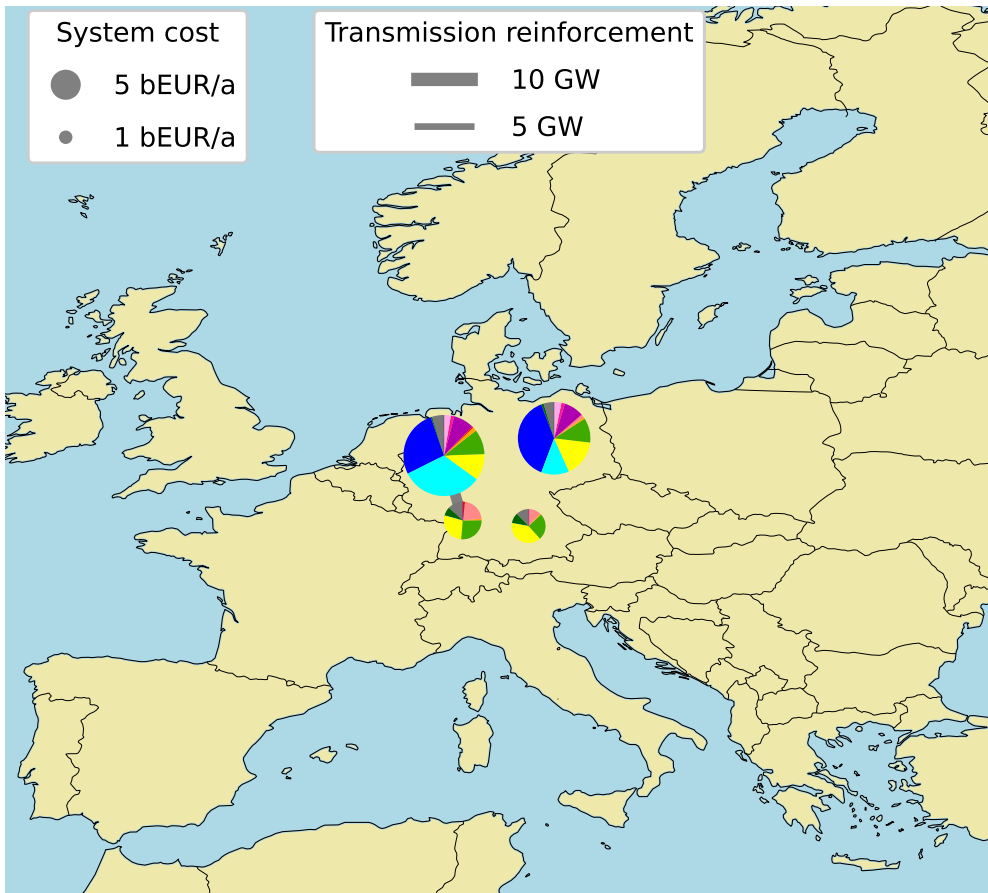 System cost
5 bEUR/a
1 bEUR/a
Transmission reinforcement
10 GW
5 GW